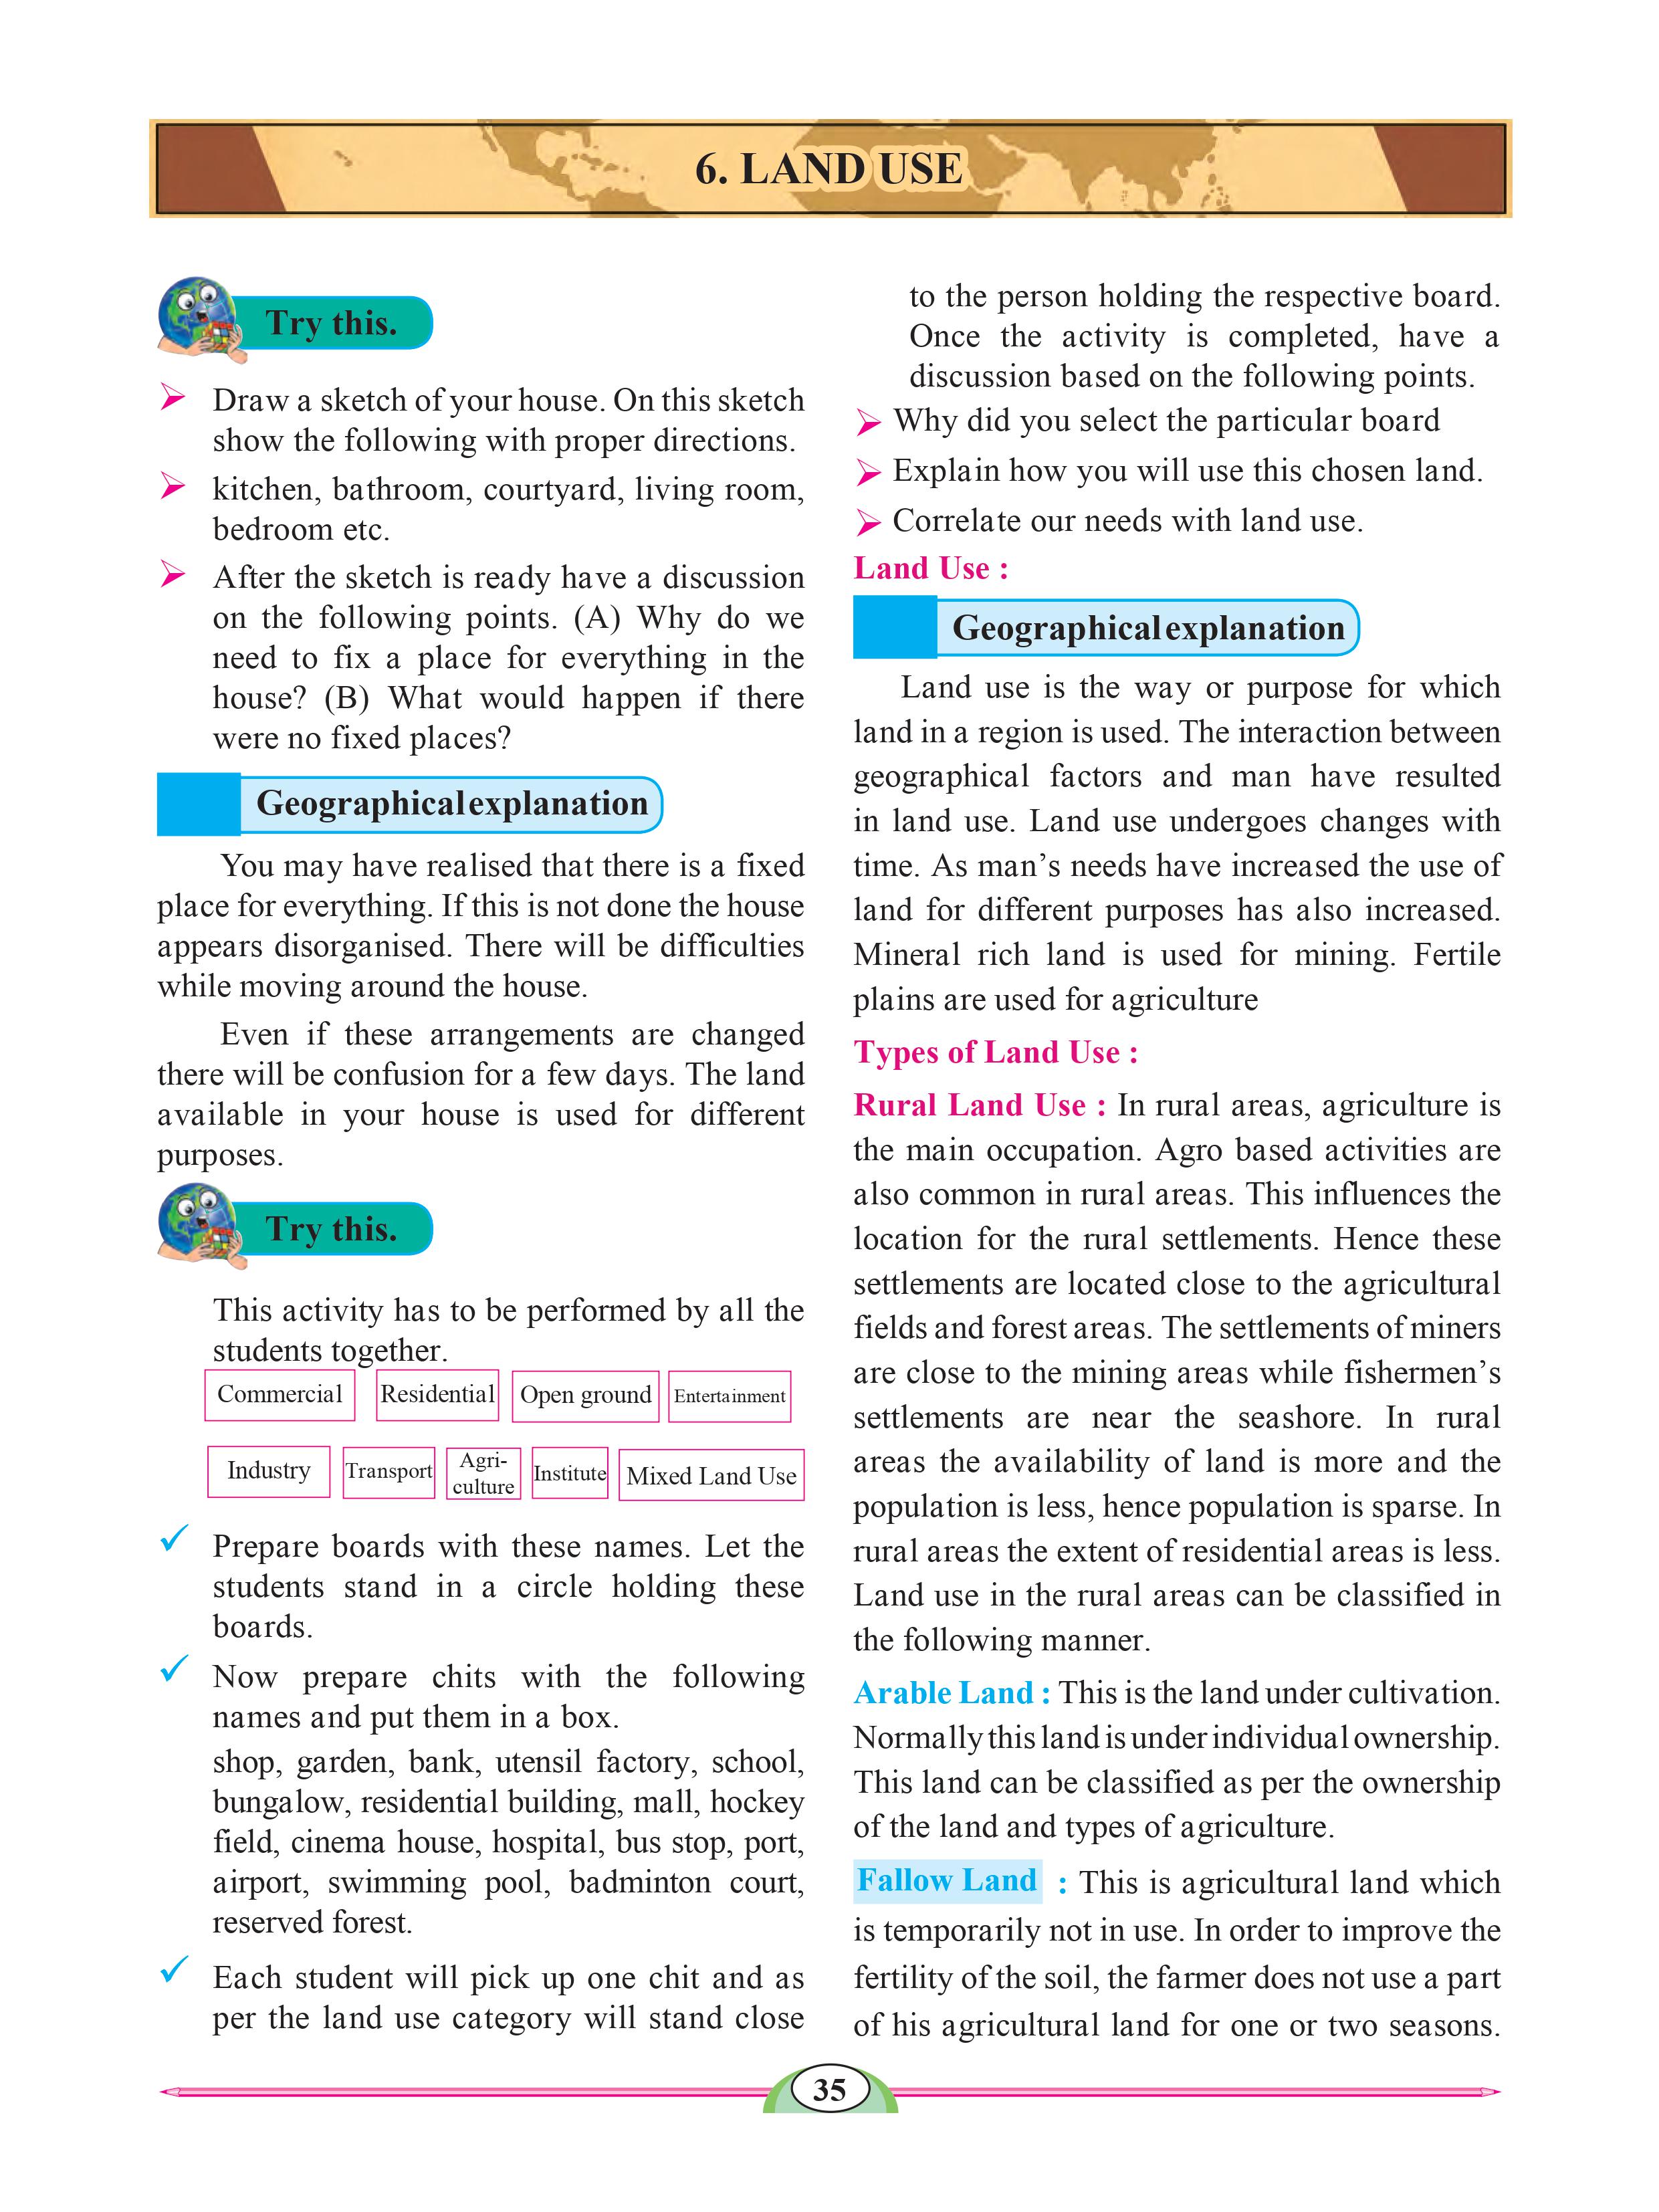 6. LAND USE
Try this.
Draw a sketch of your house. On this sketch
show the following with proper directions.
kitchen, bathroom, courtyard, living room,
bedroom etc.
After the sketch is ready have a discussion
on the following points. (A) Why do we
need to fix a place for everything in the
house? (B) What would happen if there
were no fixed places?
Geographical explanation
You may have realised that there is a fixed
place for everything. If this is not done the house
appears disorganised. There will be difficulties
while moving around the house.
Even if these arrangements are changed
there will be confusion for a few days. The land
available in your house is used for different
purposes.
Try this.
This activity has to be performed by all the
students together.
Commercial Residential Open ground Entertainment
Industry Transport Agri-
culture Institute Mixed Land Use
Prepare boards with these names. Let the
students stand in a circle holding these
boards.
Now prepare chits with the following
names and put them in a box.
shop, garden, bank, utensil factory, school,
bungalow, residential building, mall, hockey
field, cinema house, hospital, bus stop, port,
airport, swimming pool, badminton court,
reserved forest.
Each student will pick up one chit and as
per the land use category will stand close
to the person holding the respective board.
Once the activity is completed, have a
discussion based on the following points.
Why did you select the particular board
Explain how you will use this chosen land.
Correlate our needs with land use.
Land Use :
Geographical explanation
Land use is the way or purpose for which
land in a region is used. The interaction between
geographical factors and man have resulted
in land use. Land use undergoes changes with
time. As man’s needs have increased the use of
land for different purposes has also increased.
Mineral rich land is used for mining. Fertile
plains are used for agriculture
Types of Land Use :
Rural Land Use : In rural areas, agriculture is
the main occupation. Agro based activities are
also common in rural areas. This influences the
location for the rural settlements. Hence these
settlements are located close to the agricultural
fields and forest areas. The settlements of miners
are close to the mining areas while fishermen’s
settlements are near the seashore. In rural
areas the availability of land is more and the
population is less, hence population is sparse. In
rural areas the extent of residential areas is less.
Land use in the rural areas can be classified in
the following manner.
Arable Land : This is the land under cultivation.
Normally this land is under individual ownership.
This land can be classified as per the ownership
of the land and types of agriculture.
Fallow Land : This is agricultural land which
is temporarily not in use. In order to improve the
fertility of the soil, the farmer does not use a part
of his agricultural land for one or two seasons.
35